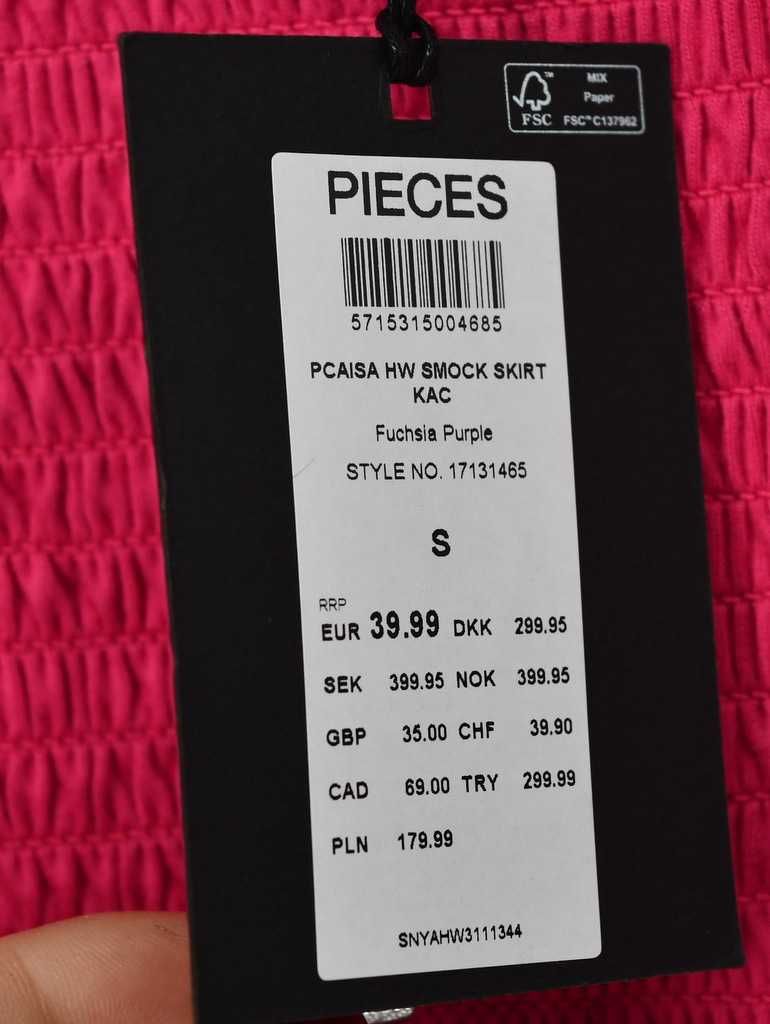 MIX
Paper
FSC™ FSC™ C137962
PIECES
5715315004685
PCAISA HW SMOCK SKIRT
KAC
Fuchsia Purple
STYLE NO. 17131465
S
RRP
EUR 39.99 DKK 299.95
SEK 399.95 NOK 399.95
GBP 35.00 CHF 39.90
CAD 69.00 TRY 299.99
PLN 179.99
SNYAHW3111344